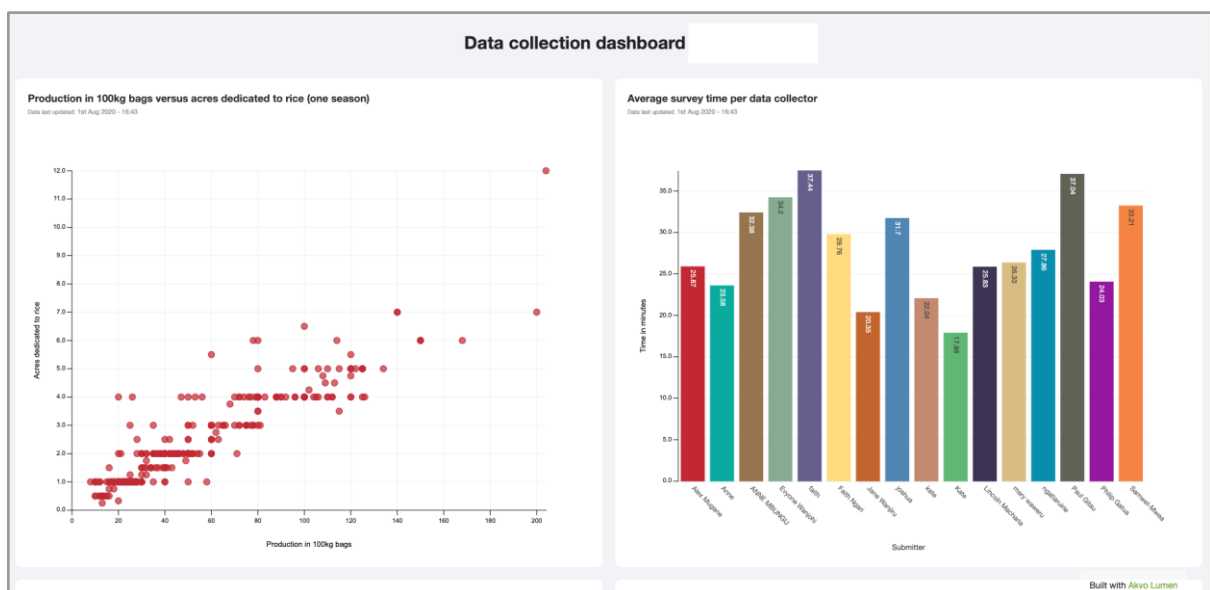 Data collection dashboard
Production in 100kg bags versus acres dedicated to rice (one season)
Data last updated: 1st Aug 2020 - 16:43
12.0
11.0
10.0
9.0
8.0
7.0
6.0
5.0
4.0
3.0
2.0
1.0
0.0
Acres dedicated to rice
0 20 40 60 80 100 120 140 160 180 200
Production in 100kg bags
Average survey time per data collector
Data last updated: 1st Aug 2020 - 16:43
35.0
30.0
25.0
20.0
15.0
10.0
5.0
0.0
Time in minutes
25.87
23.58
32.38
34.2
37.44
29.76
20.35
31.7
22.04
17.88
25.83
26.33
27.86
37.04
24.03
33.21
Alex Mugane
Anne
ANNE MBUNGU
Evyone Wanjohi
faith
Faith Ngari
Jane Wanjiru
joshua
kate
Kate
Lincoln Macharia
mary waweru
Paul Gitau
Philip Gatua
Samwel-Mwea
Submitter
Built with Akvo Lumen